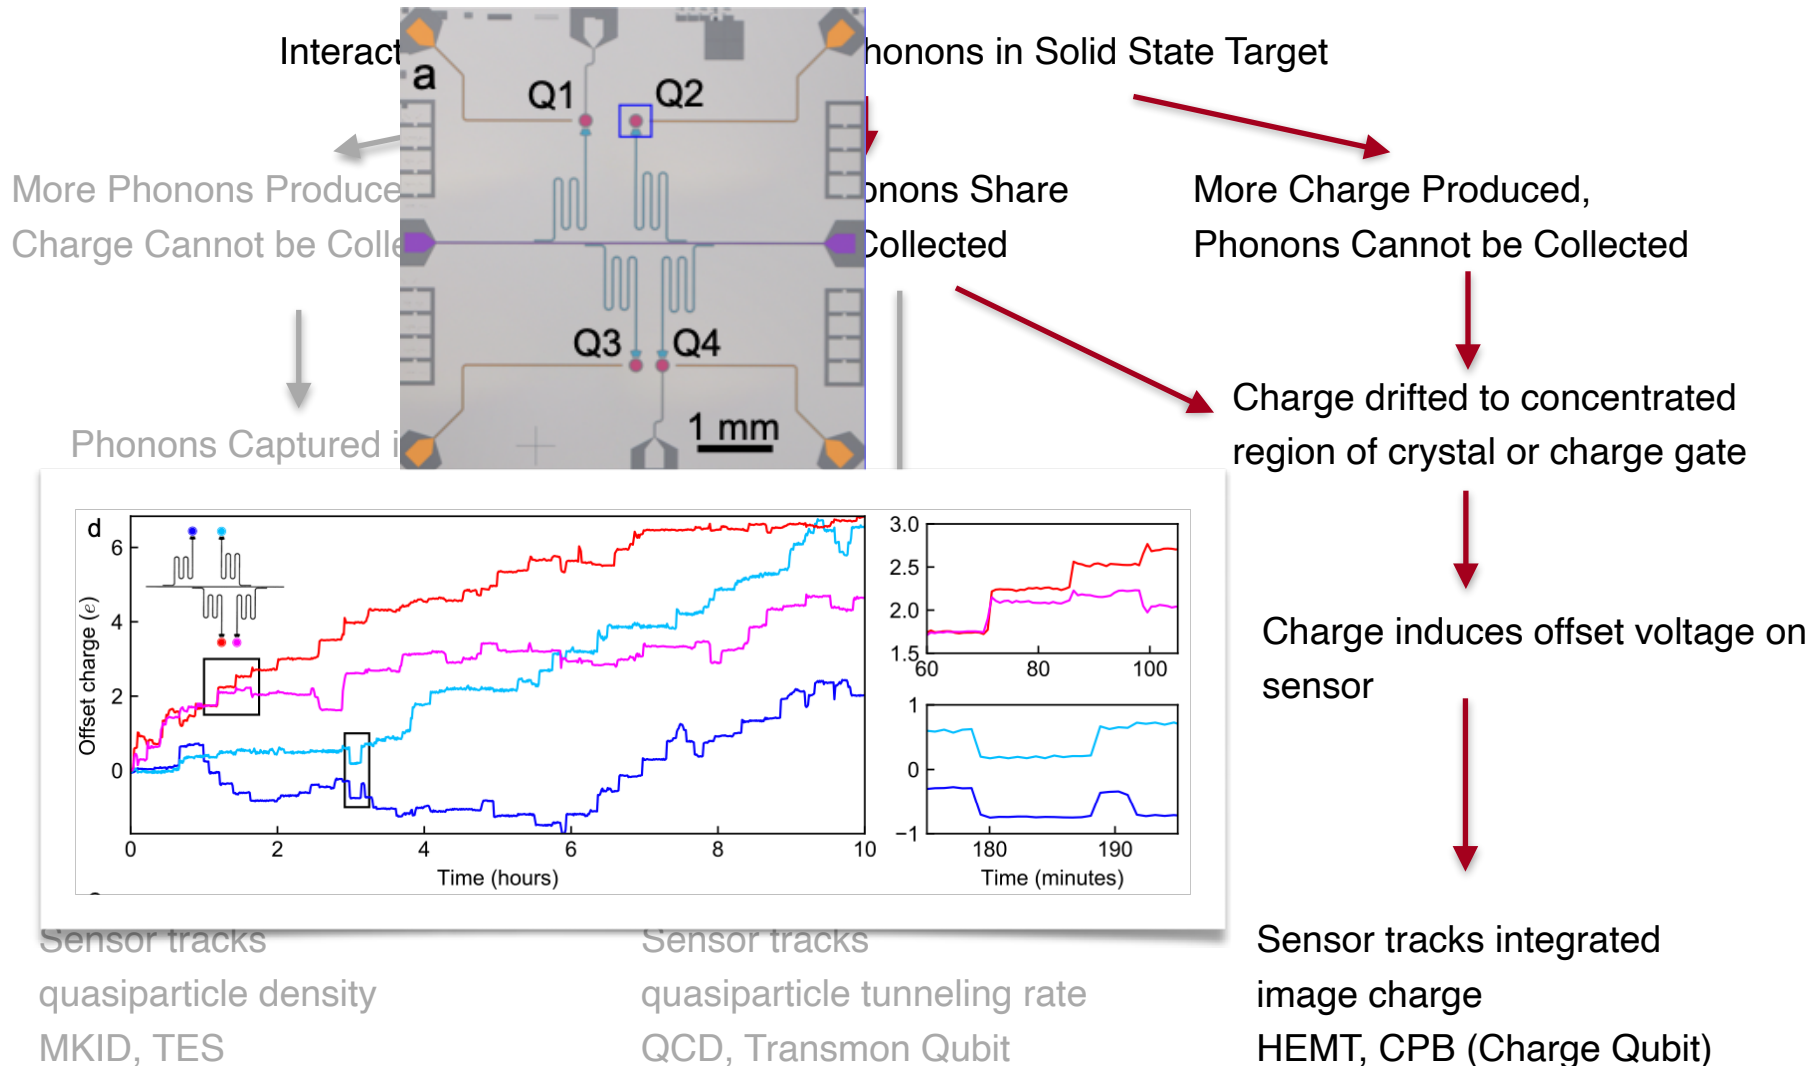 Interact
honons in Solid State Target
a
Q1
Q2
More Phonons Produce
Charge Cannot be Colle
onons Share
Collected
More Charge Produced,
Phonons Cannot be Collected
Q3
Q4
1 mm
Phonons Captured i
Charge drifted to concentrated
region of crystal or charge gate
d
Offset charge (e)
6
4
2
0
0
2
4
6
8
10
Time (hours)
3.0
2.5
2.0
1.5
60
80
100
1
0
−1
180
190
Time (minutes)
Charge induces offset voltage on
sensor
Sensor tracks
quasiparticle density
MKID, TES
Sensor tracks
quasiparticle tunneling rate
QCD, Transmon Qubit
Sensor tracks integrated
image charge
HEMT, CPB (Charge Qubit)